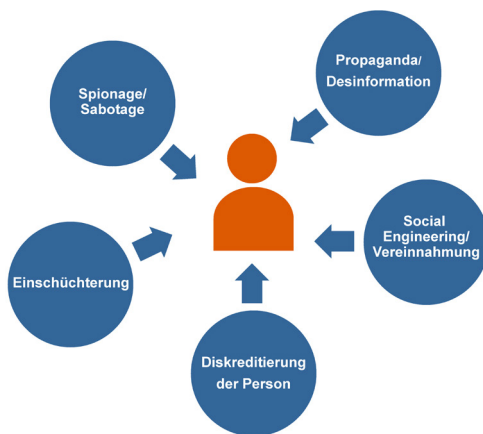 Propaganda/
Desinformation
Spionage/
Sabotage
Social
Engineering/
Vereinnahmung
Einschüchterung
Diskreditierung
der Person